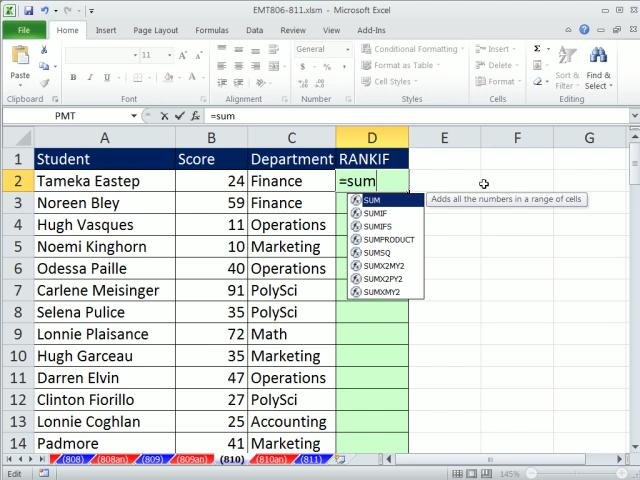 EMT806-811.xlsm - Microsoft Excel
File Home Insert Page Layout Formulas Data Review View Add-Ins
Paste 11 A A General Conditional Formatting Insert Σ
B I U $ % , Format as Table Delete Sort & Find &
Cell Styles Format Filter Select
Clipboard Font Alignment Number Styles Cells Editing
PMT =sum
A B C D E F G
1 Student Score Department RANKIF
2 Tameka Eastep 24 Finance =sum
3 Noreen Bley 59 Finance
4 Hugh Vasques 11 Operations
5 Noemi Kinghorn 10 Marketing
6 Odessa Paille 40 Operations
7 Carlene Meisinger 91 PolySci
8 Selena Pulice 35 PolySci
9 Lonnie Plaisance 72 Math
10 Hugh Garceau 35 Marketing
11 Darren Elvin 47 Operations
12 Clinton Fiorillo 27 PolySci
13 Lonnie Coghlan 25 Accounting
14 Padmore 41 Marketing
SUM
SUMIF
SUMIFS
SUMPRODUCT
SUMSQ
SUMX2MY2
SUMX2PY2
SUMXMY2
Adds all the numbers in a range of cells
(808) (808an) (809) (809an) (810) (810an) (811)
Edit 145%